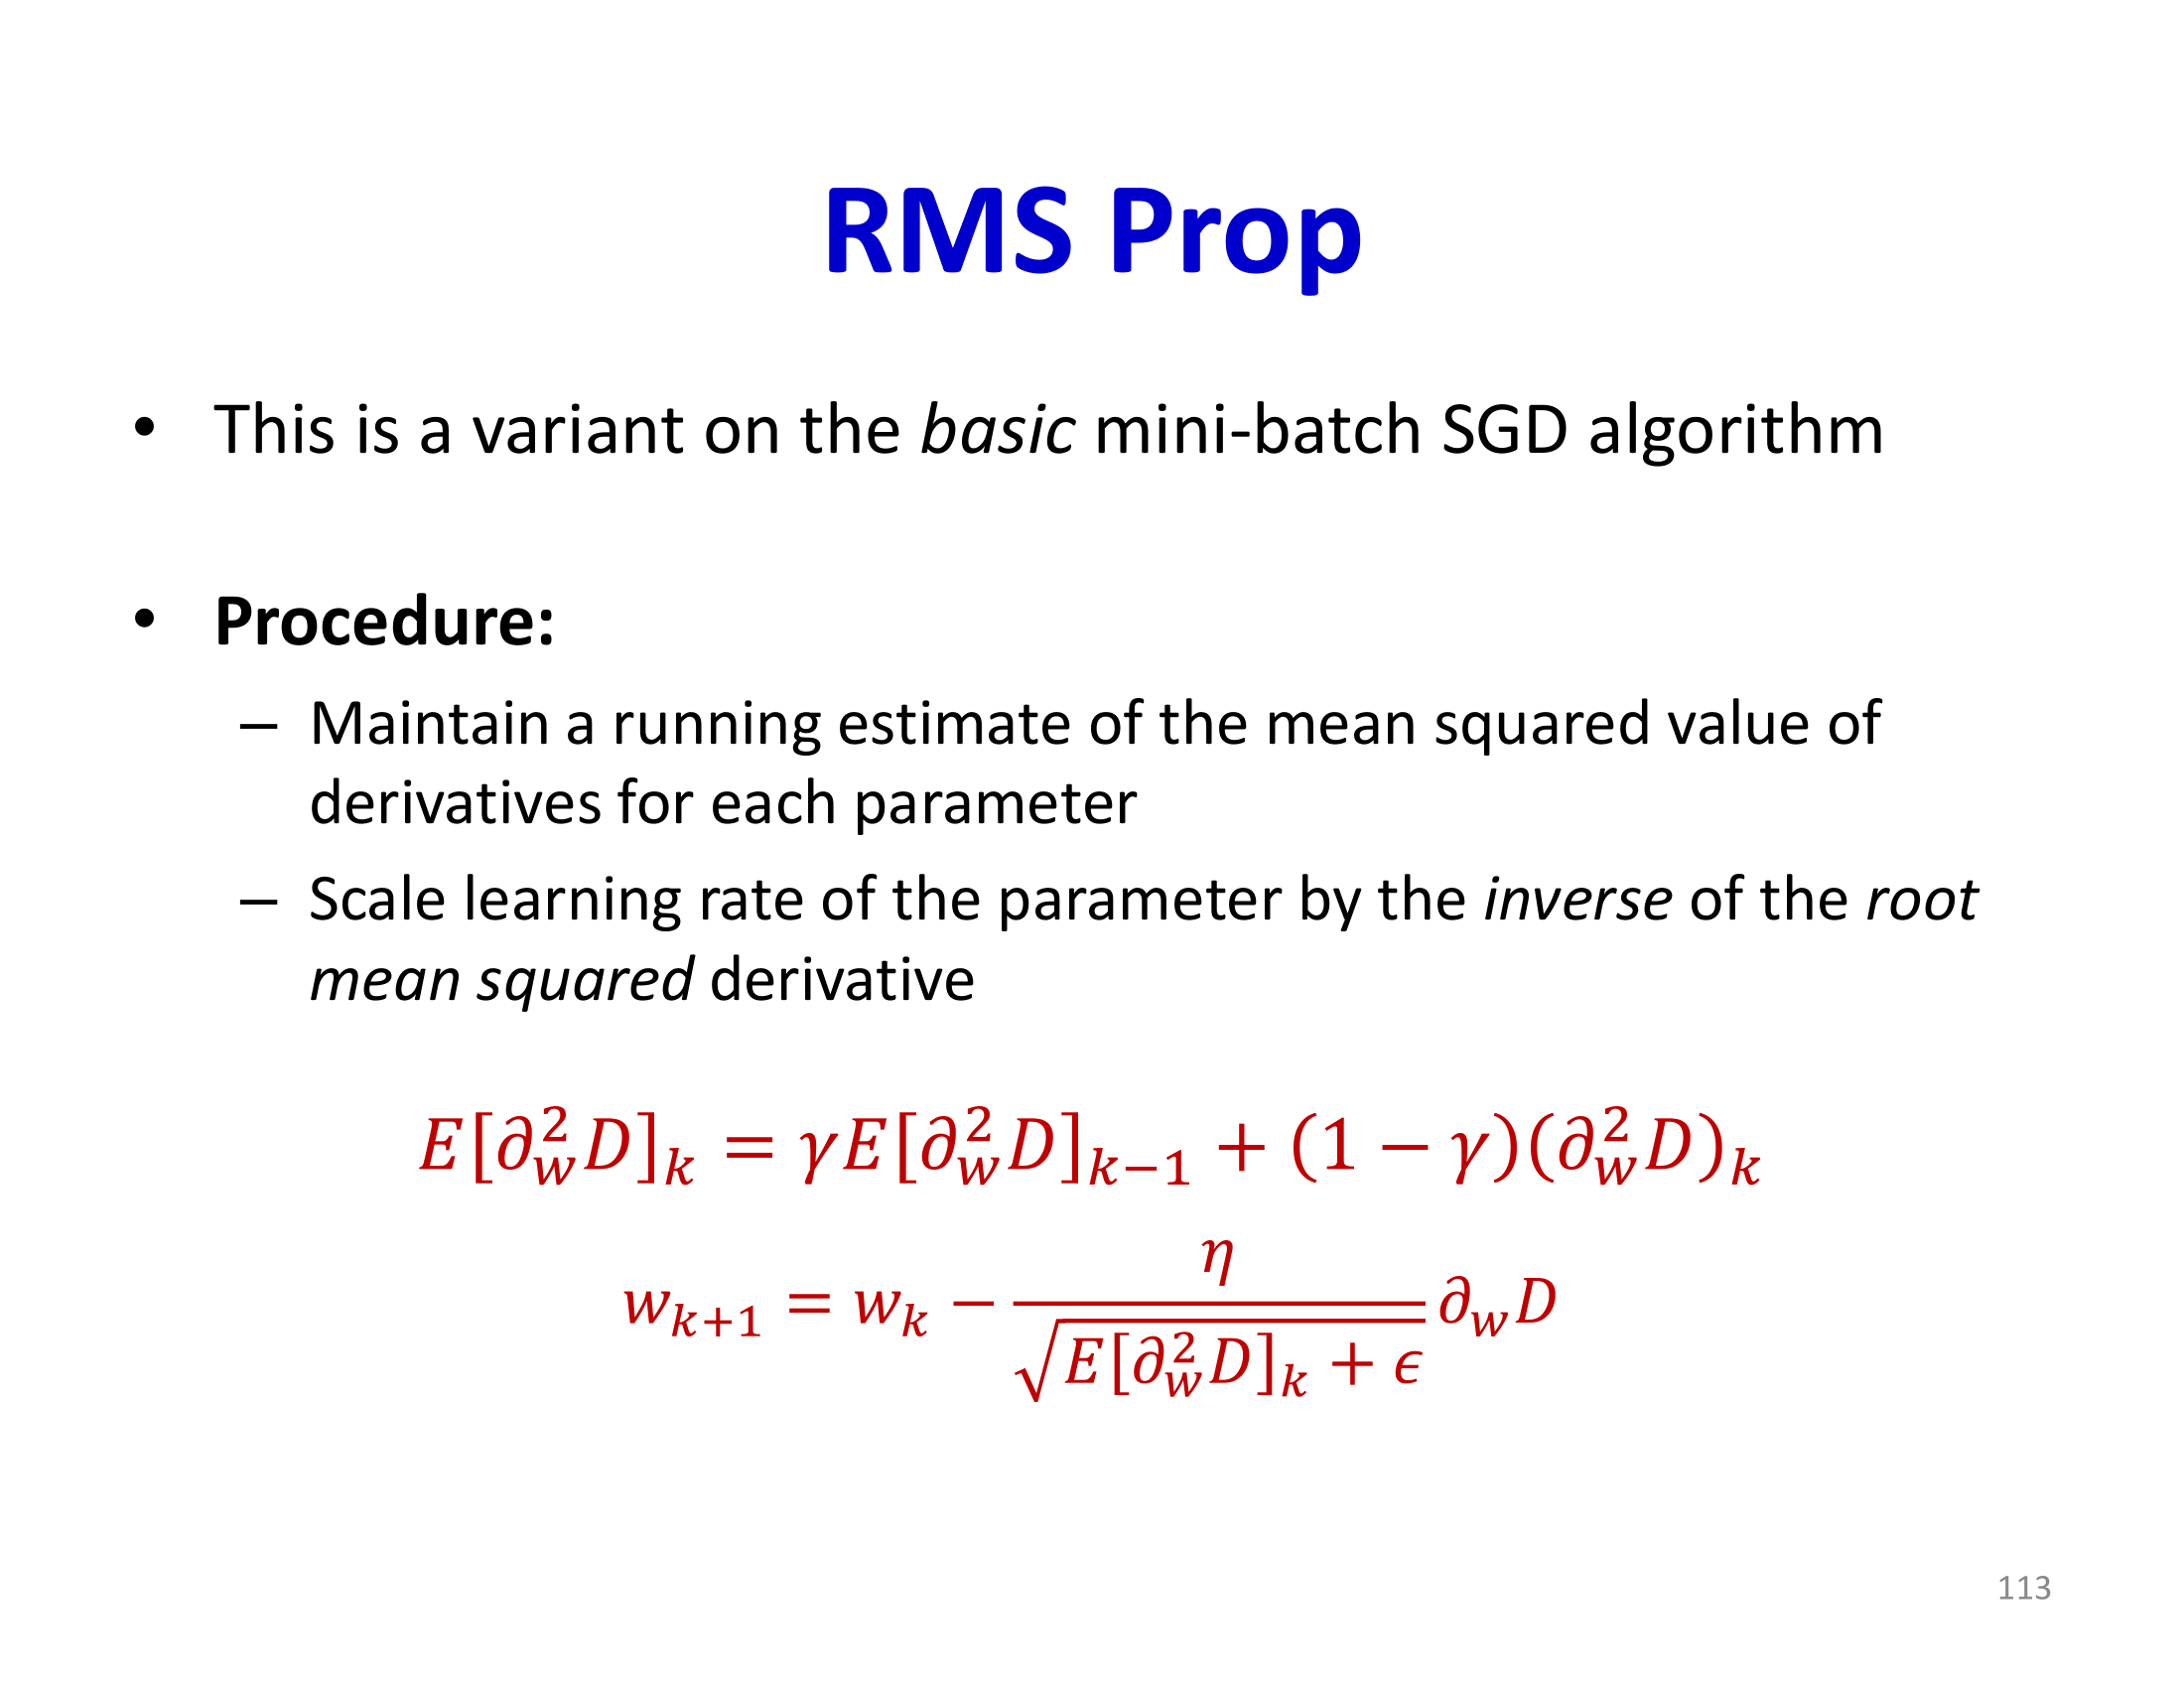 RMS Prop
• This is a variant on the basic mini-batch SGD algorithm
• Procedure:
– Maintain a running estimate of the mean squared value of
derivatives for each parameter
– Scale learning rate of the parameter by the inverse of the root
mean squared derivative
$E[\partial_w^2 D]_k = \gamma E[\partial_w^2 D]_{k-1} + (1 - \gamma)(\partial_w^2 D)_k$
$w_{k+1} = w_k - \frac{\eta}{\sqrt{E[\partial_w^2 D]_k + \epsilon}} \partial_w D$
113